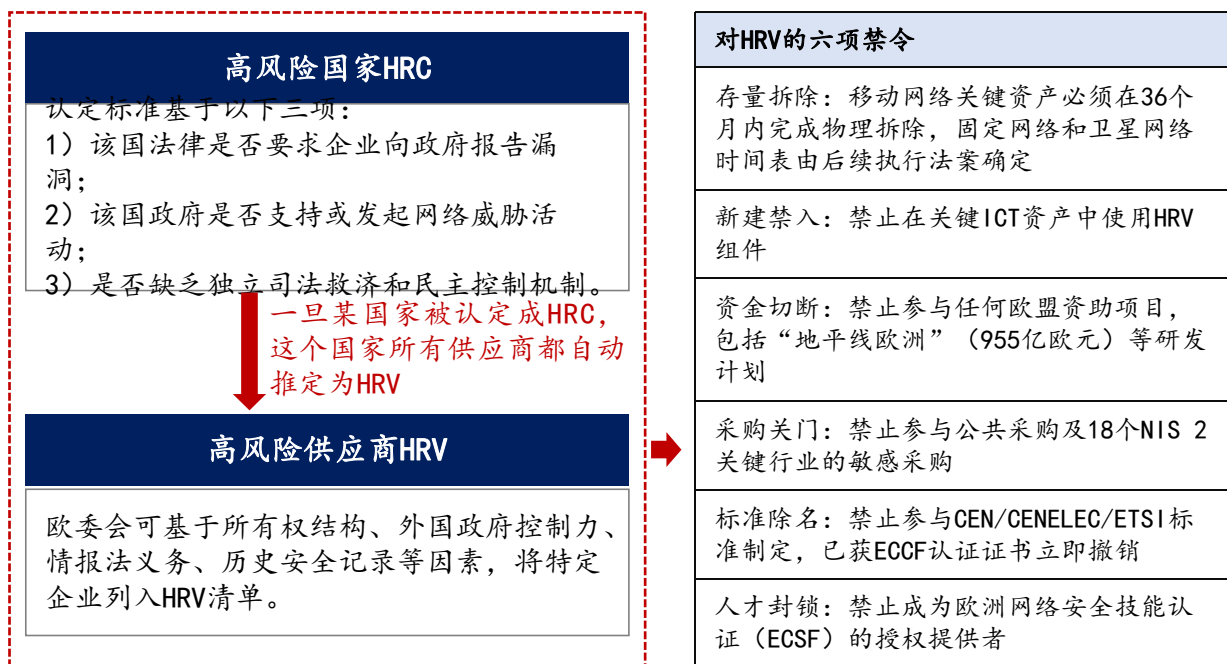 高风险国家HRC
认定标准基于以下三项：
1）该国法律是否要求企业向政府报告漏
洞；
2）该国政府是否支持或发起网络威胁活
动；
3）是否缺乏独立司法救济和民主控制机制。
一旦某国家被认定成HRC，
这个国家所有供应商都自动
推定为HRV
高风险供应商HRV
欧委会可基于所有权结构、外国政府控制力、
情报法义务、历史安全记录等因素，将特定
企业列入HRV清单。
对HRV的六项禁令
存量拆除：移动网络关键资产必须在36个
月内完成物理拆除，固定网络和卫星网络
时间表由后续执行法案确定
新建禁入：禁止在关键ICT资产中使用HRV
组件
资金切断：禁止参与任何欧盟资助项目，
包括“地平线欧洲”（955亿欧元）等研发
计划
采购关门：禁止参与公共采购及18个NIS 2
关键行业的敏感采购
标准除名：禁止参与CEN/CENELEC/ETSI标
准制定，已获ECCF认证证书立即撤销
人才封锁：禁止成为欧洲网络安全技能认
证（ECSF）的授权提供者